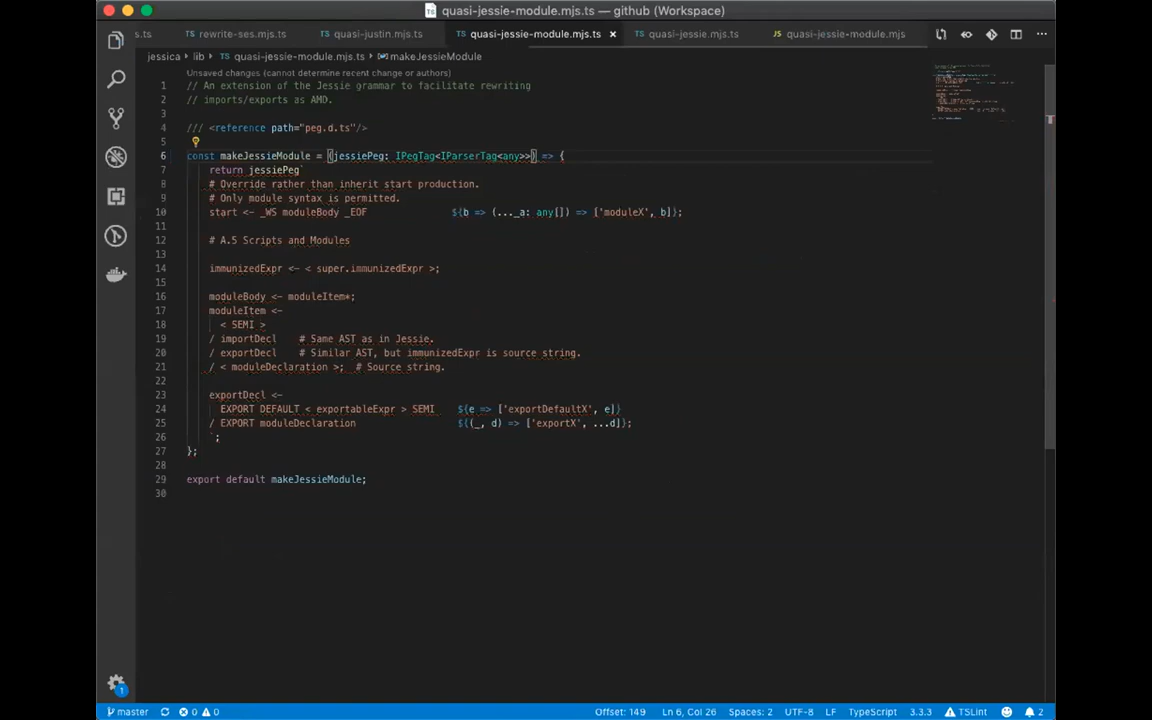 quasi-jessie-module.mjs.ts — github (Workspace)
s.ts rewrite-ses.mjs.ts quasi-justin.mjs.ts quasi-jessie-module.mjs.ts × quasi-jessie.mjs.ts quasi-jessie-module.mjs
jessica › lib › quasi-jessie-module.mjs.ts › makeJessieModule
Unsaved changes (cannot determine recent change or authors)
1 // An extension of the Jessie grammar to facilitate rewriting
2 // imports/exports as AMD.
3
4 /// <reference path="peg.d.ts"/>
5
6 const makeJessieModule = (jessiePeg: IPegTag<IParserTag<any>>) => {
7 return jessiePeg`
8 # Override rather than inherit start production.
9 # Only module syntax is permitted.
10 start <- _WS moduleBody _EOF ${b => (..._a: any[]) => ['moduleX', b]};
11
12 # A.5 Scripts and Modules
13
14 immunizedExpr <- < super.immunizedExpr >;
15
16 moduleBody <- moduleItem*;
17 moduleItem <-
18 < SEMI >
19 / importDecl # Same AST as in Jessie.
20 / exportDecl # Similar AST, but immunizedExpr is source string.
21 / < moduleDeclaration >; # Source string.
22
23 exportDecl <-
24 EXPORT DEFAULT < exportableExpr > SEMI ${e => ['exportDefaultX', e]}
25 / EXPORT moduleDeclaration ${(_, d) => ['exportX', ...d]};
26 `;
27 };
28
29 export default makeJessieModule;
30
1
master 0 0 Offset: 149 Ln 6, Col 26 Spaces: 2 UTF-8 LF TypeScript 3.3.3 TSLint 2